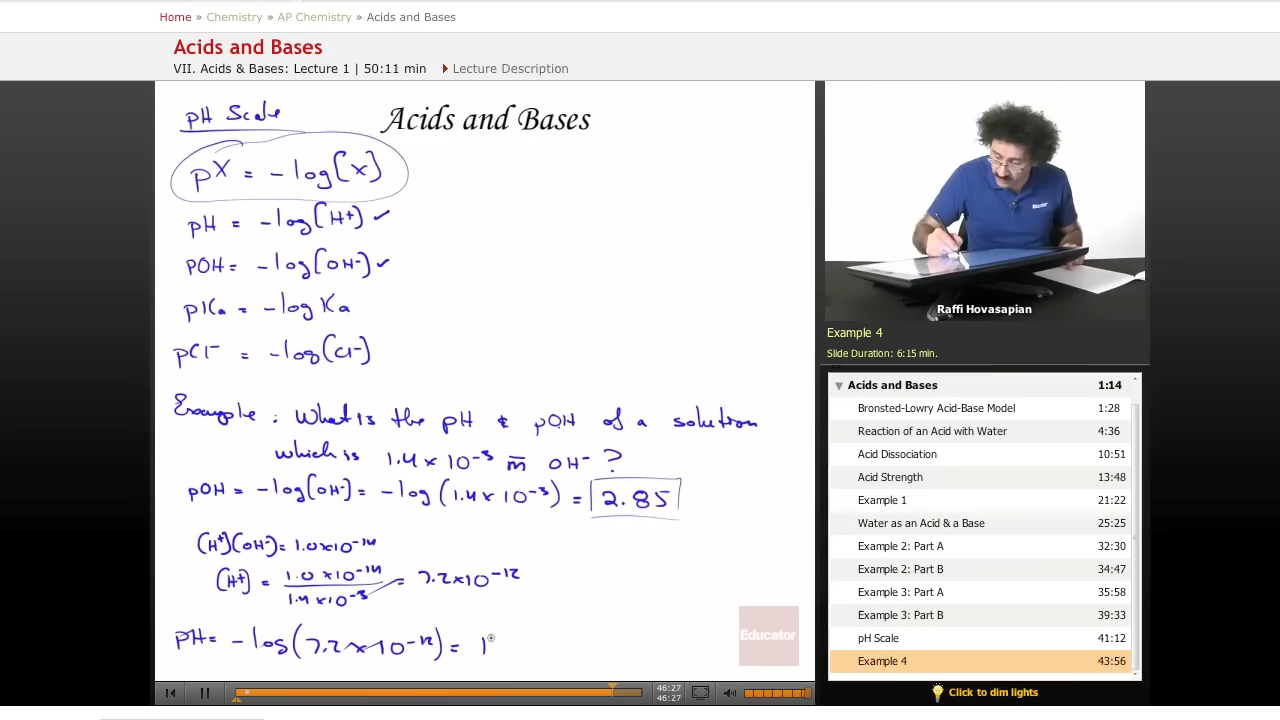 Home » Chemistry » AP Chemistry » Acids and Bases
Acids and Bases
VII. Acids & Bases: Lecture 1 | 50:11 min Lecture Description
pH Scale
Acids and Bases
pX = -log[X]
pH = -log[H+] ✓
pOH = -log[OH-] ✓
pKa = -log Ka
pCl- = -log[Cl-]
Example: What is the pH & pOH of a solution
which is 1.4 x 10-3 m OH- ?
pOH = -log[OH-] = -log(1.4 x 10-3) = 2.85
[H+][OH-] = 1.0x10-14
[H+] = 1.0 x10-14 / 1.4 x10-3 = 7.2x10-12
pH = -log(7.2 x 10-12) = 1
Educator
46:27
46:27
Educator
Raffi Hovasapian
Example 4
Slide Duration: 6:15 min.
Acids and Bases 1:14
Bronsted-Lowry Acid-Base Model 1:28
Reaction of an Acid with Water 4:36
Acid Dissociation 10:51
Acid Strength 13:48
Example 1 21:22
Water as an Acid & a Base 25:25
Example 2: Part A 32:30
Example 2: Part B 34:47
Example 3: Part A 35:58
Example 3: Part B 39:33
pH Scale 41:12
Example 4 43:56
Click to dim lights